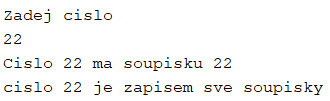 Zadej cislo
22
Cislo 22 ma soupisku 22
cislo 22 je zapisem sve soupisky